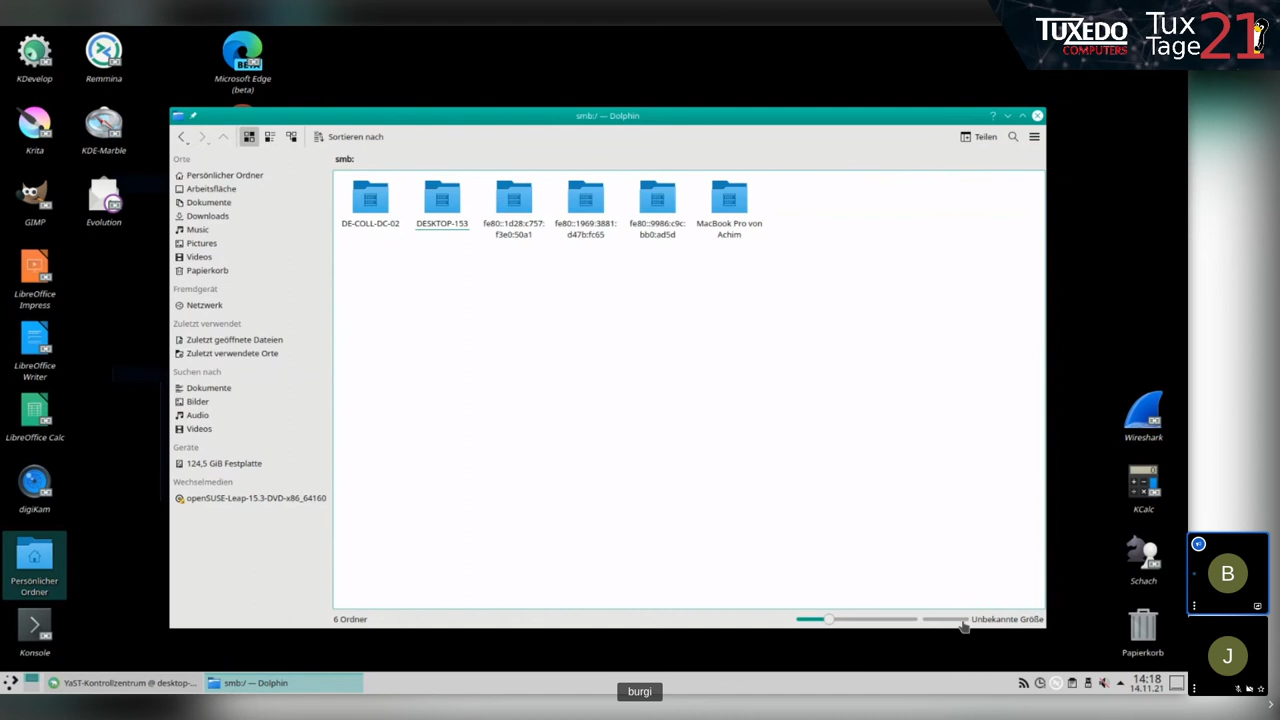 TUXEDO
COMPUTERS
Tux
Tage
21
KDevelop
Remmina
Microsoft Edge
(beta)
Krita
KDE-Marble
GIMP
Evolution
LibreOffice
Impress
LibreOffice
Writer
LibreOffice Calc
digiKam
Persönlicher
Ordner
Konsole
smb:/ — Dolphin
Sortieren nach
Teilen
Orte
Persönlicher Ordner
Arbeitsfläche
Dokumente
Downloads
Music
Pictures
Videos
Papierkorb
Fremdgerät
Netzwerk
Zuletzt verwendet
Zuletzt geöffnete Dateien
Zuletzt verwendete Orte
Suchen nach
Dokumente
Bilder
Audio
Videos
Geräte
124,5 GiB Festplatte
Wechselmedien
openSUSE-Leap-15.3-DVD-x86_64160
smb:
DE-COLL-DC-02
DESKTOP-153
fe80::1d28:c757:
f3e0:50a1
fe80::1969:3881:
d47b:fc65
fe80::9986:c9c:
bb0:ad5d
MacBook Pro von
Achim
6 Ordner
Unbekannte Größe
Wireshark
KCalc
Schach
Papierkorb
B
J
YaST-Kontrollzentrum @ desktop-...
smb:/ — Dolphin
14:18
14.11.21
burgi